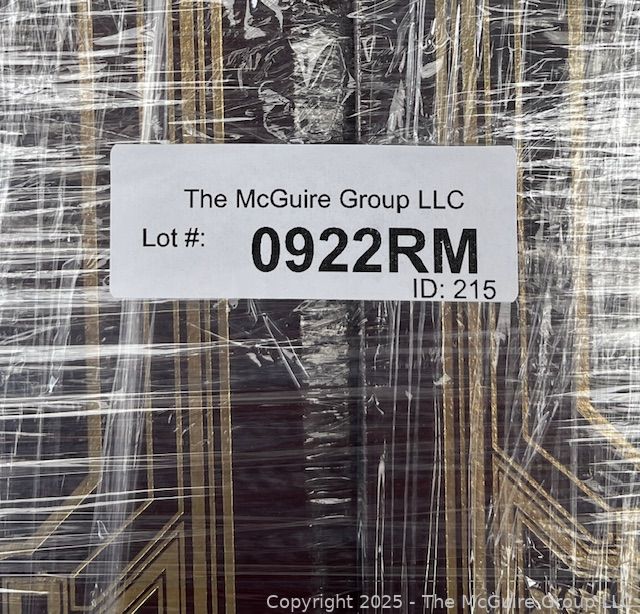 The McGuire Group LLC
Lot #: 0922RM
ID: 215
Copyright 2025 - The McGuire Group LLC